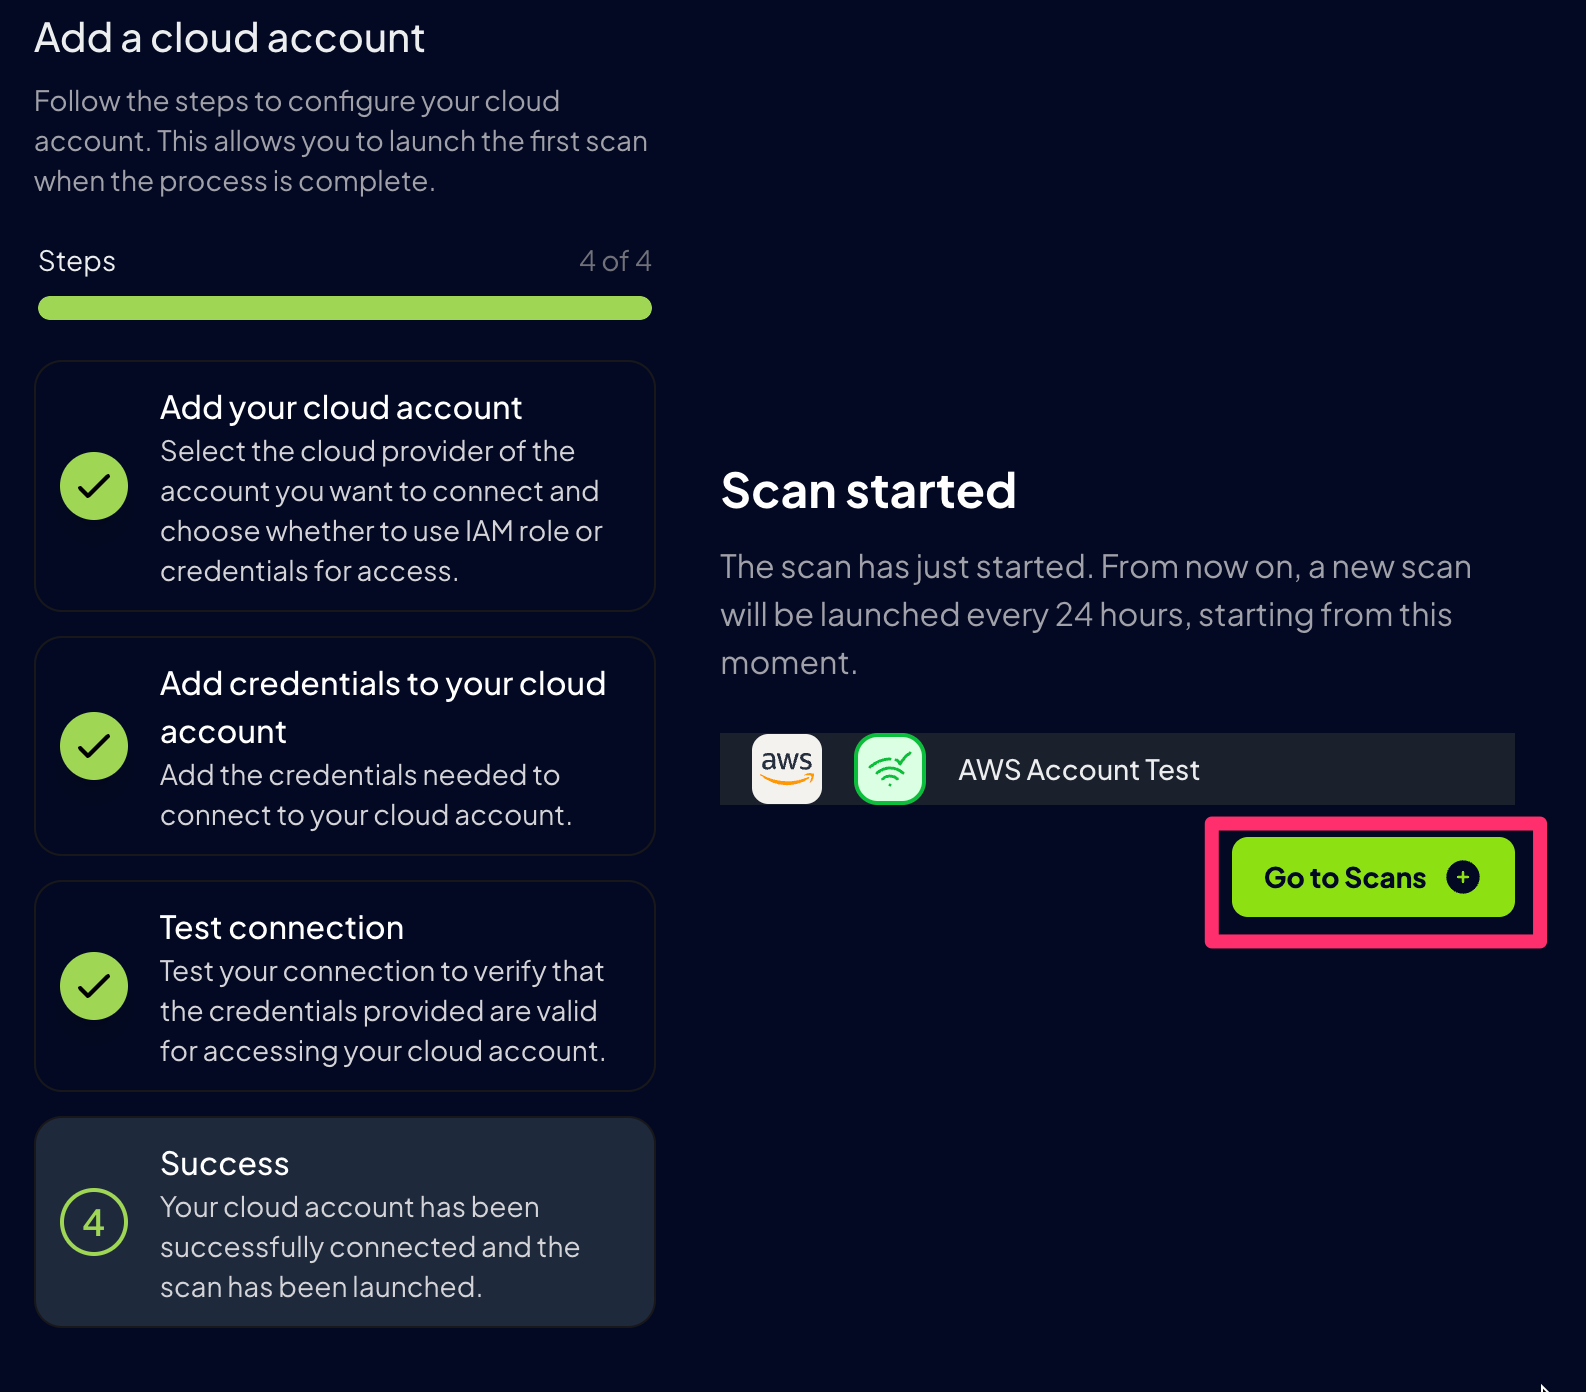 Add a cloud account
Follow the steps to configure your cloud
account. This allows you to launch the first scan
when the process is complete.
Steps
4 of 4
Add your cloud account
Select the cloud provider of the
account you want to connect and
choose whether to use IAM role or
credentials for access.
Add credentials to your cloud
account
Add the credentials needed to
connect to your cloud account.
Test connection
Test your connection to verify that
the credentials provided are valid
for accessing your cloud account.
4
Success
Your cloud account has been
successfully connected and the
scan has been launched.
Scan started
The scan has just started. From now on, a new scan
will be launched every 24 hours, starting from this
moment.
aws
AWS Account Test
Go to Scans